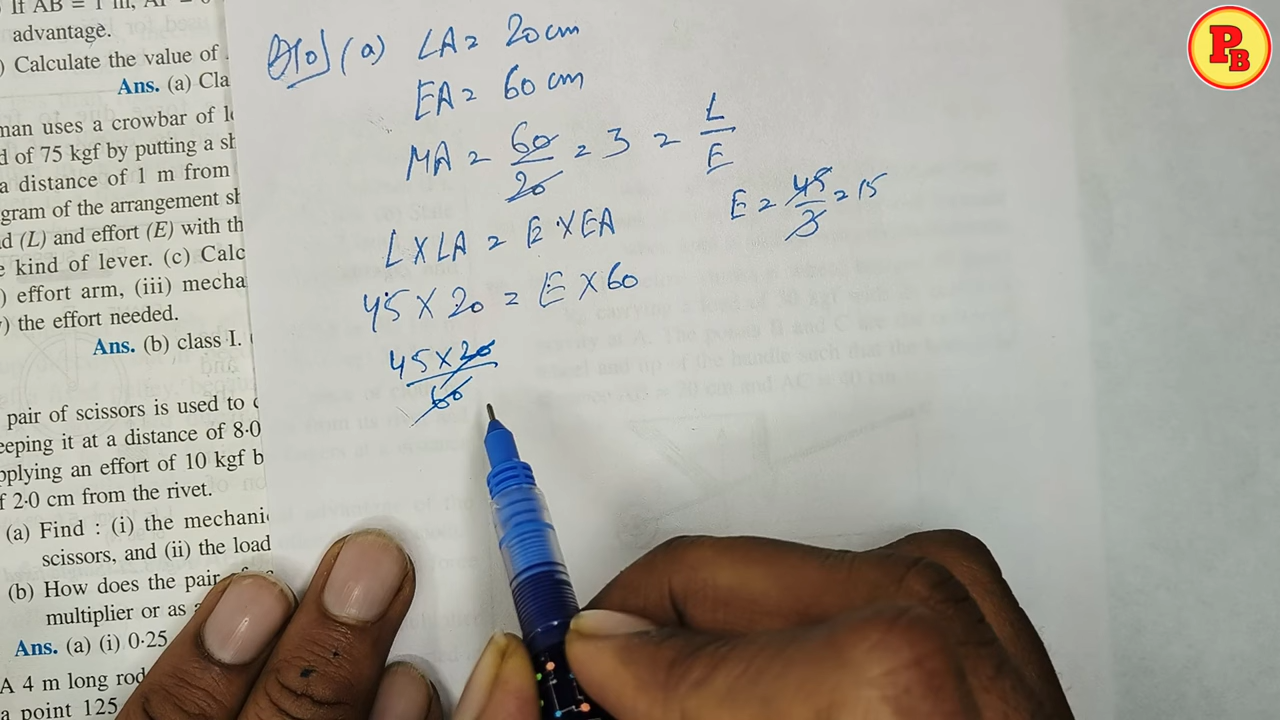 If AB = 1 m, AF =
advantage.
) Calculate the value of
Ans. (a) Cla
man uses a crowbar of le
d of 75 kgf by putting a sh
a distance of 1 m from
gram of the arrangement sh
d (L) and effort (E) with th
e kind of lever. (c) Calc
) effort arm, (iii) mecha
) the effort needed.
Ans. (b) class I.
pair of scissors is used to c
eeping it at a distance of 8·0
pplying an effort of 10 kgf b
f 2·0 cm from the rivet.
(a) Find : (i) the mechani
scissors, and (ii) the load
(b) How does the pair
multiplier or as
Ans. (a) (i) 0·25
A 4 m long rod
a point 125
(a) LA = 20 cm
EA = 60 cm
MA = 60/20 = 3 = L/E
E = 45/3 = 15
L X LA = E X EA
45 X 20 = E X 60
45 X 20
60
PB